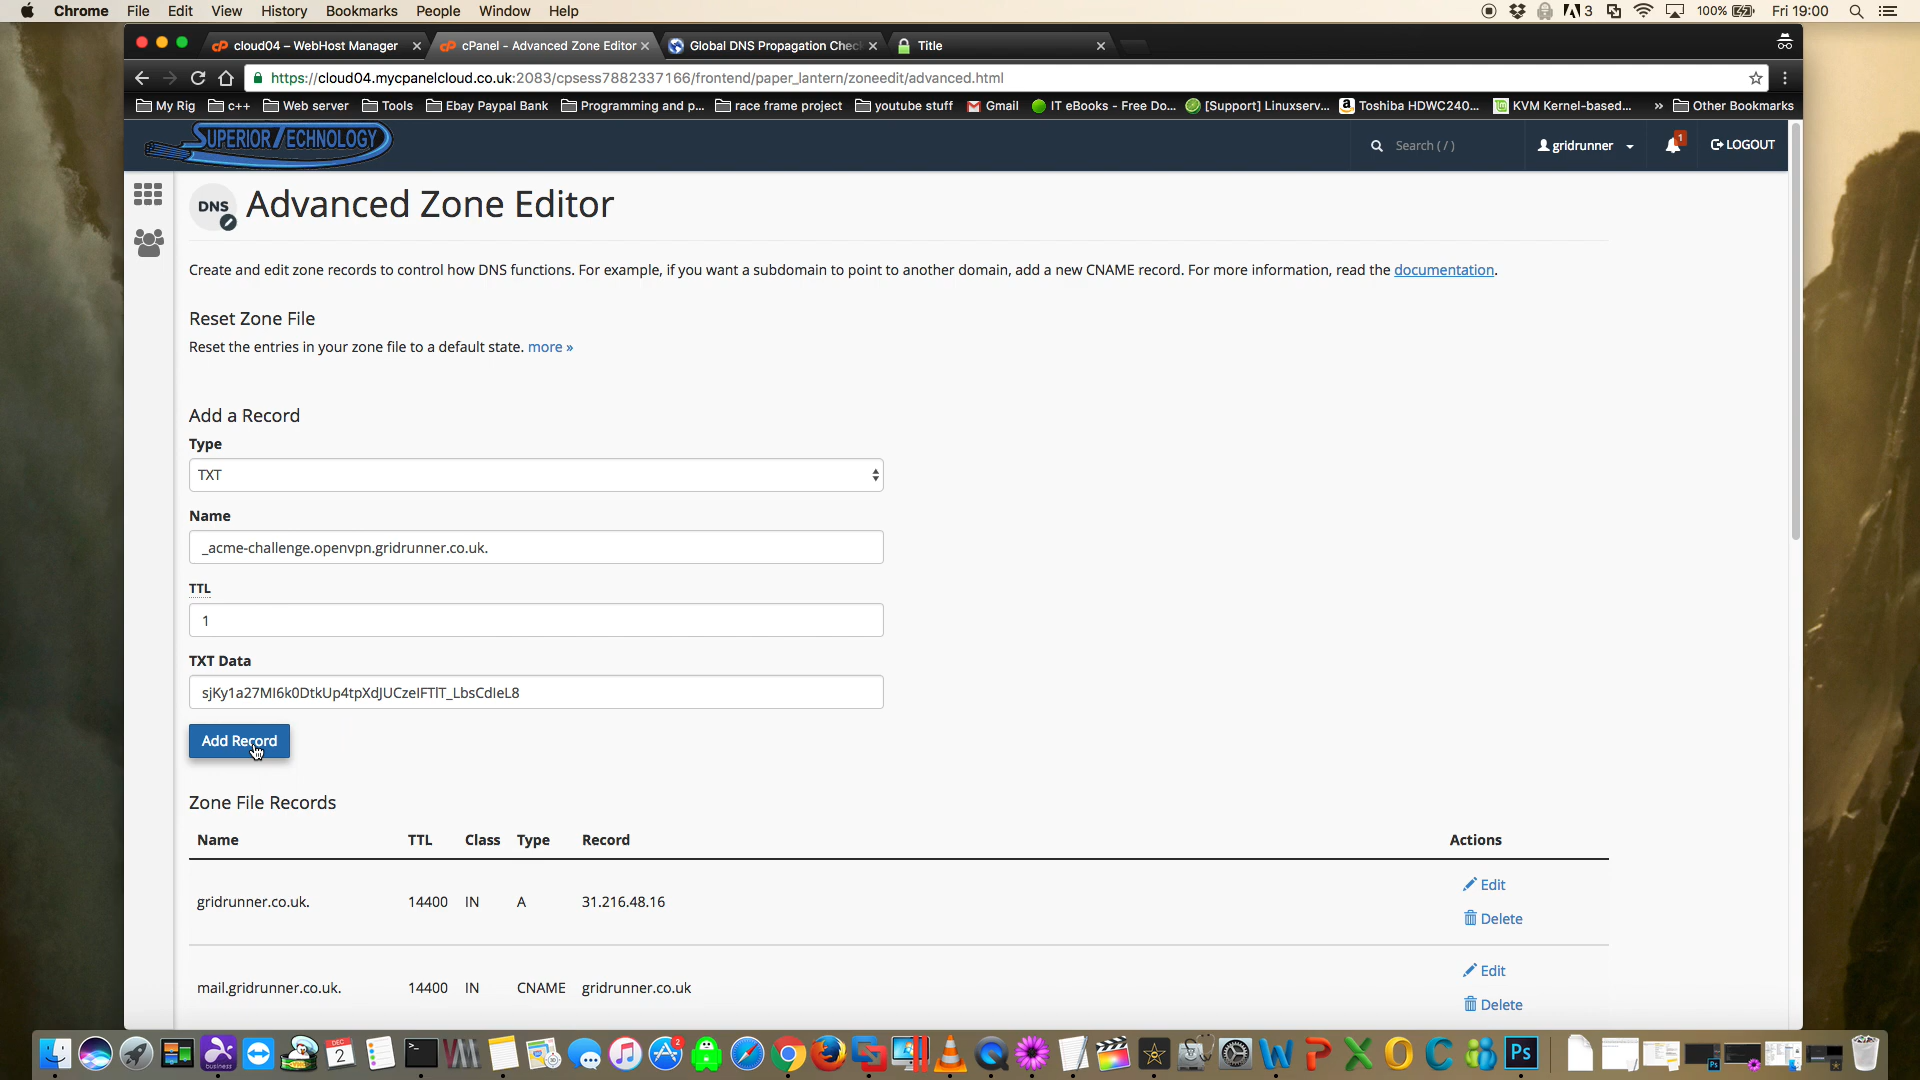 Chrome File Edit View History Bookmarks People Window Help 3 100% Fri 19:00
cloud04 – WebHost Manager cPanel - Advanced Zone Editor Global DNS Propagation Chec Title
https://cloud04.mycpanelcloud.co.uk:2083/cpsess7882337166/frontend/paper_lantern/zoneedit/advanced.html
My Rig c++ Web server Tools Ebay Paypal Bank Programming and p... race frame project youtube stuff Gmail IT eBooks - Free Do... [Support] Linuxserv... Toshiba HDWC240... KVM Kernel-based... » Other Bookmarks
SUPERIOR TECHNOLOGY Search ( / ) gridrunner 1 LOGOUT
DNS Advanced Zone Editor
Create and edit zone records to control how DNS functions. For example, if you want a subdomain to point to another domain, add a new CNAME record. For more information, read the documentation.
Reset Zone File
Reset the entries in your zone file to a default state. more »
Add a Record
Type
TXT
Name
_acme-challenge.openvpn.gridrunner.co.uk.
TTL
1
TXT Data
sjKy1a27MI6k0DtkUp4tpXdJUCzeIFTlT_LbsCdIeL8
Add Record
Zone File Records
Name TTL Class Type Record Actions
gridrunner.co.uk. 14400 IN A 31.216.48.16 Edit
Delete
mail.gridrunner.co.uk. 14400 IN CNAME gridrunner.co.uk Edit
Delete
business DEC 2 2 W P X O C Ps